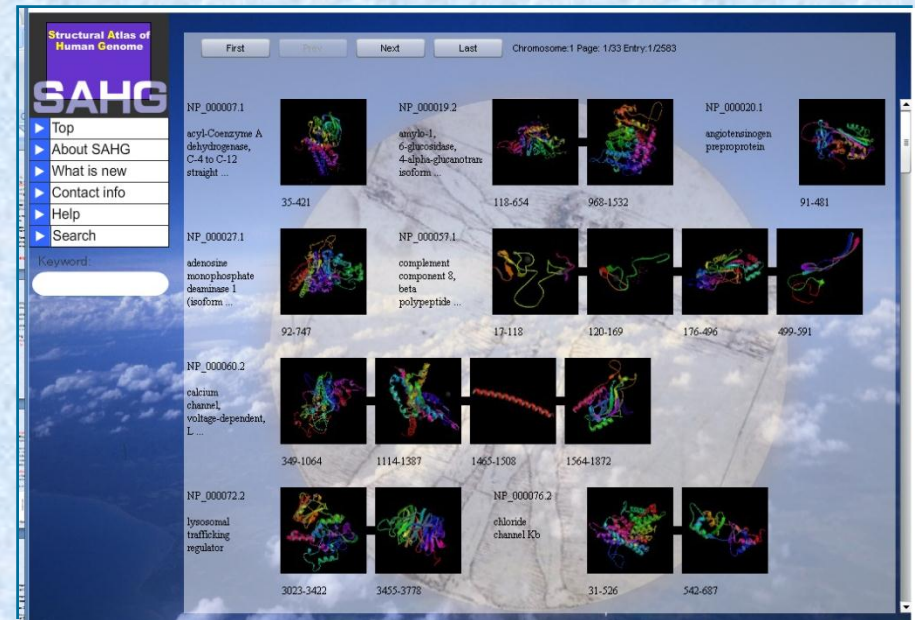 Structural Atlas of
Human Genome
SAHG
Top
About SAHG
What is new
Contact info
Help
Search
Keyword:
First
Prev
Next
Last
Chromosome:1 Page: 1/33 Entry:1/2583
NP_000007.1
acyl-Coenzyme A
dehydrogenase,
C-4 to C-12
straight ...
35-421
NP_000019.2
amylo-1,
6-glucosidase,
4-alpha-glucanotran
isoform ...
118-654
968-1532
NP_000020.1
angiotensinogen
preproprotein
91-481
NP_000027.1
adenosine
monophosphate
deaminase 1
(isoform ...
92-747
NP_000057.1
complement
component 8,
beta
polypeptide ...
17-118
120-169
176-496
499-591
NP_000060.2
calcium
channel,
voltage-dependent,
L ...
349-1064
1114-1387
1465-1508
1564-1872
NP_000072.2
lysosomal
trafficking
regulator
3023-3422
3455-3778
NP_000076.2
chloride
channel Kb
31-526
542-687